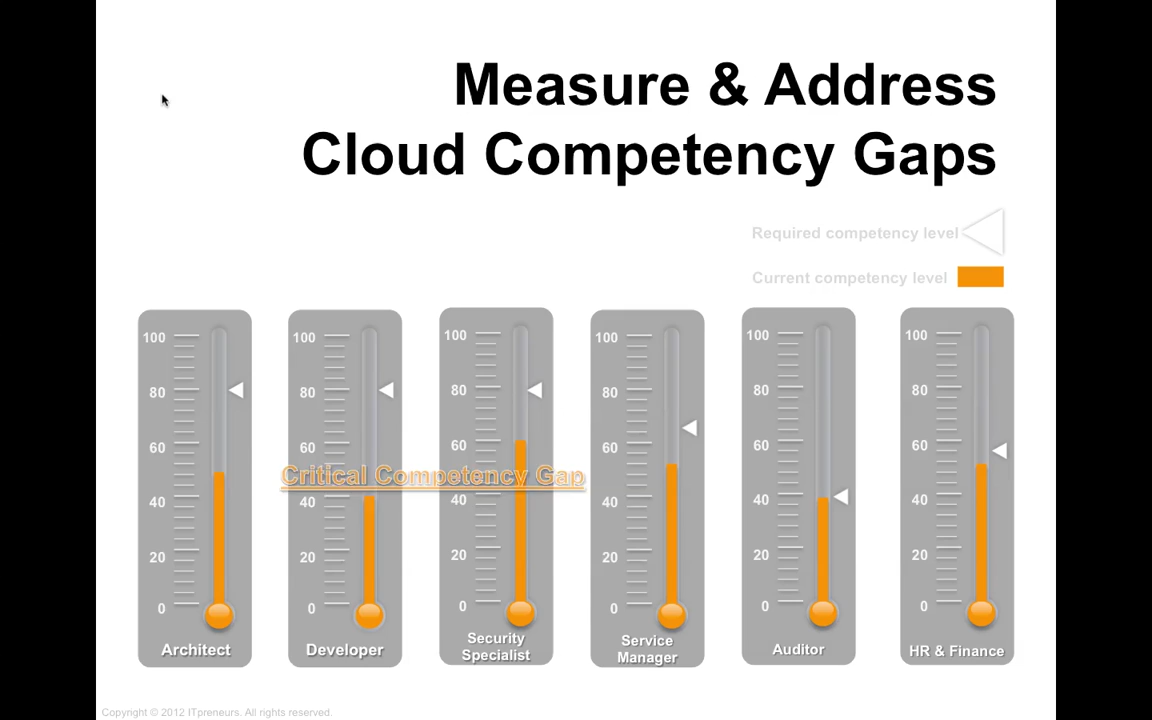 Measure & Address
Cloud Competency Gaps
Required competency level
Current competency level
100
80
60
40
20
0
Architect
100
80
60
40
20
0
Developer
100
80
60
40
20
0
Security
Specialist
100
80
60
40
20
0
Service
Manager
100
80
60
40
20
0
Auditor
100
80
60
40
20
0
HR & Finance
Critical Competency Gap
Copyright © 2012 ITpreneurs. All rights reserved.